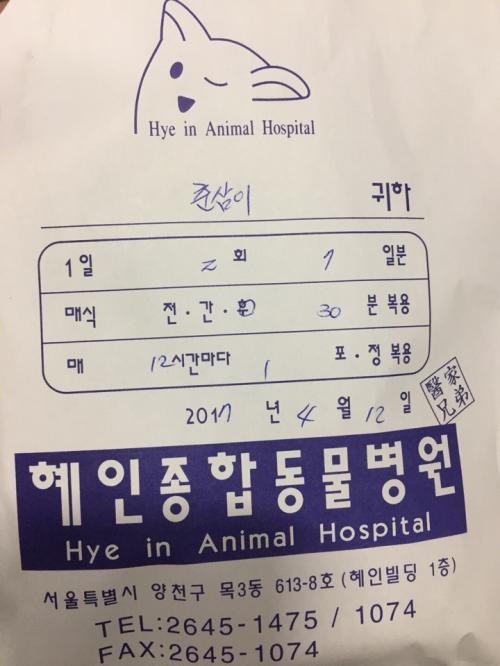 Hye in Animal Hospital
준삼이 귀하
1일 2 회 7 일분
매식 전·간·후 30 분 복용
매 12시간마다 1 포·정 복용
2017 년 4 월 12 일
醫家兄弟
혜인종합동물병원
Hye in Animal Hospital
서울특별시 양천구 목3동 613-8호 (혜인빌딩 1층)
TEL:2645-1475 / 1074
FAX:2645-1074